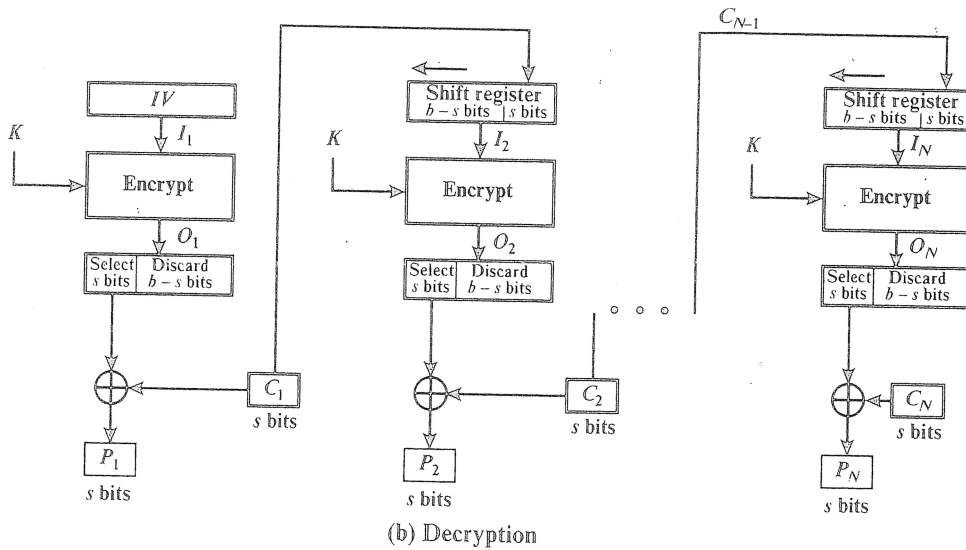 C_{N-1}
IV
Shift register
b – s bits | s bits
Shift register
b – s bits | s bits
K
I_1
K
I_2
K
I_N
Encrypt
Encrypt
Encrypt
O_1
O_2
O_N
Select
s bits
Discard
b – s bits
Select
s bits
Discard
b – s bits
Select
s bits
Discard
b – s bits
C_1
s bits
C_2
s bits
C_N
s bits
P_1
s bits
P_2
s bits
P_N
s bits
(b) Decryption